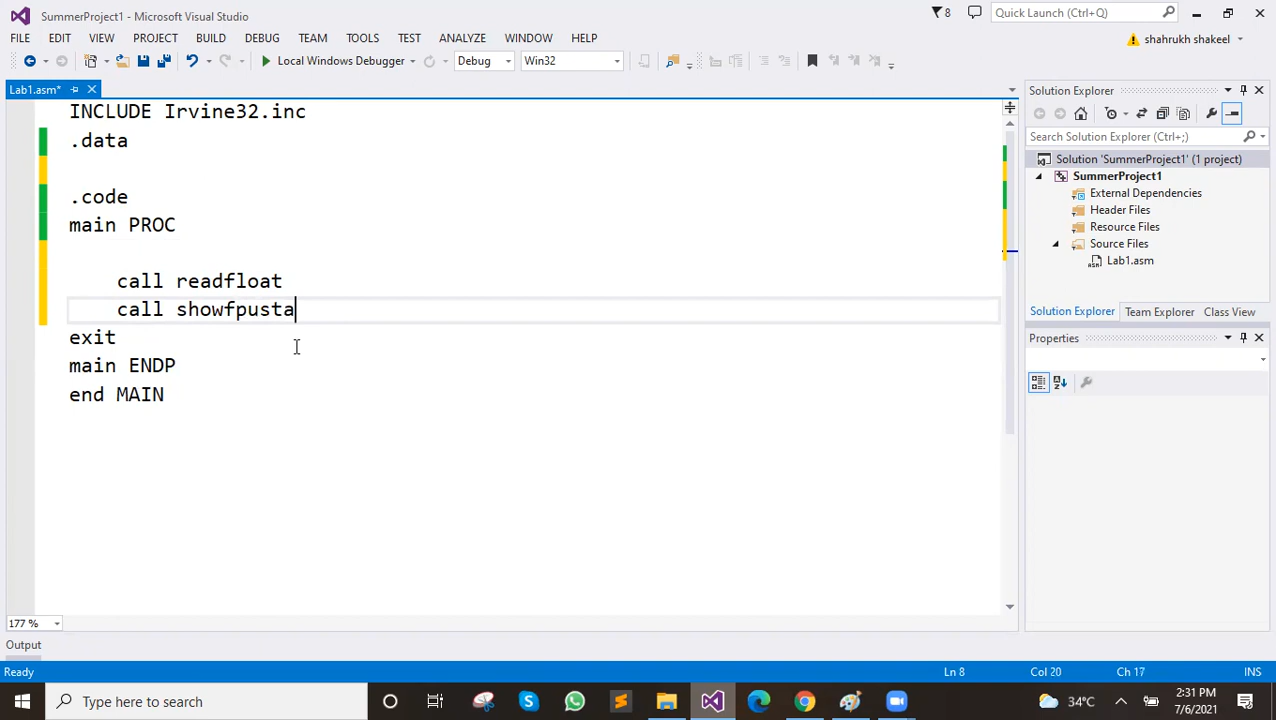 SummerProject1 - Microsoft Visual Studio
8
Quick Launch (Ctrl+Q)
FILE EDIT VIEW PROJECT BUILD DEBUG TEAM TOOLS TEST ANALYZE WINDOW HELP
shahrukh shakeel
Local Windows Debugger Debug Win32
Lab1.asm*
INCLUDE Irvine32.inc
.data
.code
main PROC
call readfloat
call showfpusta
exit
main ENDP
end MAIN
177 %
Solution Explorer
Search Solution Explorer (Ctrl+;)
Solution 'SummerProject1' (1 project)
SummerProject1
External Dependencies
Header Files
Resource Files
Source Files
Lab1.asm
Solution Explorer Team Explorer Class View
Properties
Output
Ready Ln 8 Col 20 Ch 17 INS
Type here to search
34°C
2:31 PM
7/6/2021